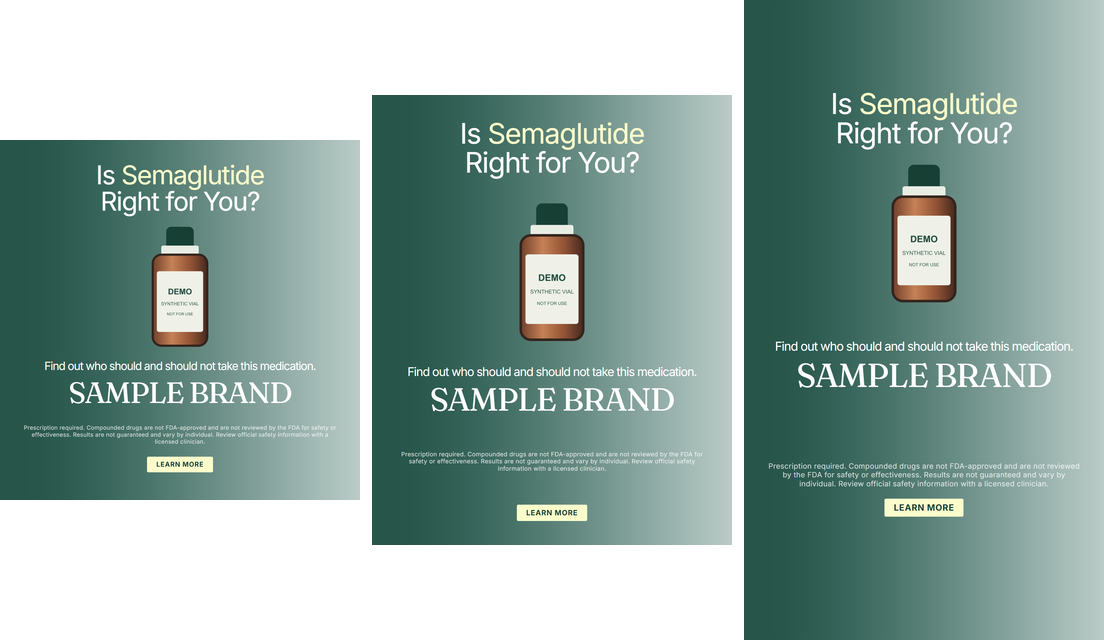 Is Semaglutide
Right for You?
DEMO
SYNTHETIC VIAL
NOT FOR USE
Find out who should and should not take this medication.
SAMPLE BRAND
Prescription required. Compounded drugs are not FDA-approved and are not reviewed by the FDA for safety or
effectiveness. Results are not guaranteed and vary by individual. Review official safety information with a
licensed clinician.
LEARN MORE
Is Semaglutide
Right for You?
DEMO
SYNTHETIC VIAL
NOT FOR USE
Find out who should and should not take this medication.
SAMPLE BRAND
Prescription required. Compounded drugs are not FDA-approved and are not reviewed by the FDA for
safety or effectiveness. Results are not guaranteed and vary by individual. Review official safety
information with a licensed clinician.
LEARN MORE
Is Semaglutide
Right for You?
DEMO
SYNTHETIC VIAL
NOT FOR USE
Find out who should and should not take this medication.
SAMPLE BRAND
Prescription required. Compounded drugs are not FDA-approved and are not reviewed
by the FDA for safety or effectiveness. Results are not guaranteed and vary by
individual. Review official safety information with a licensed clinician.
LEARN MORE